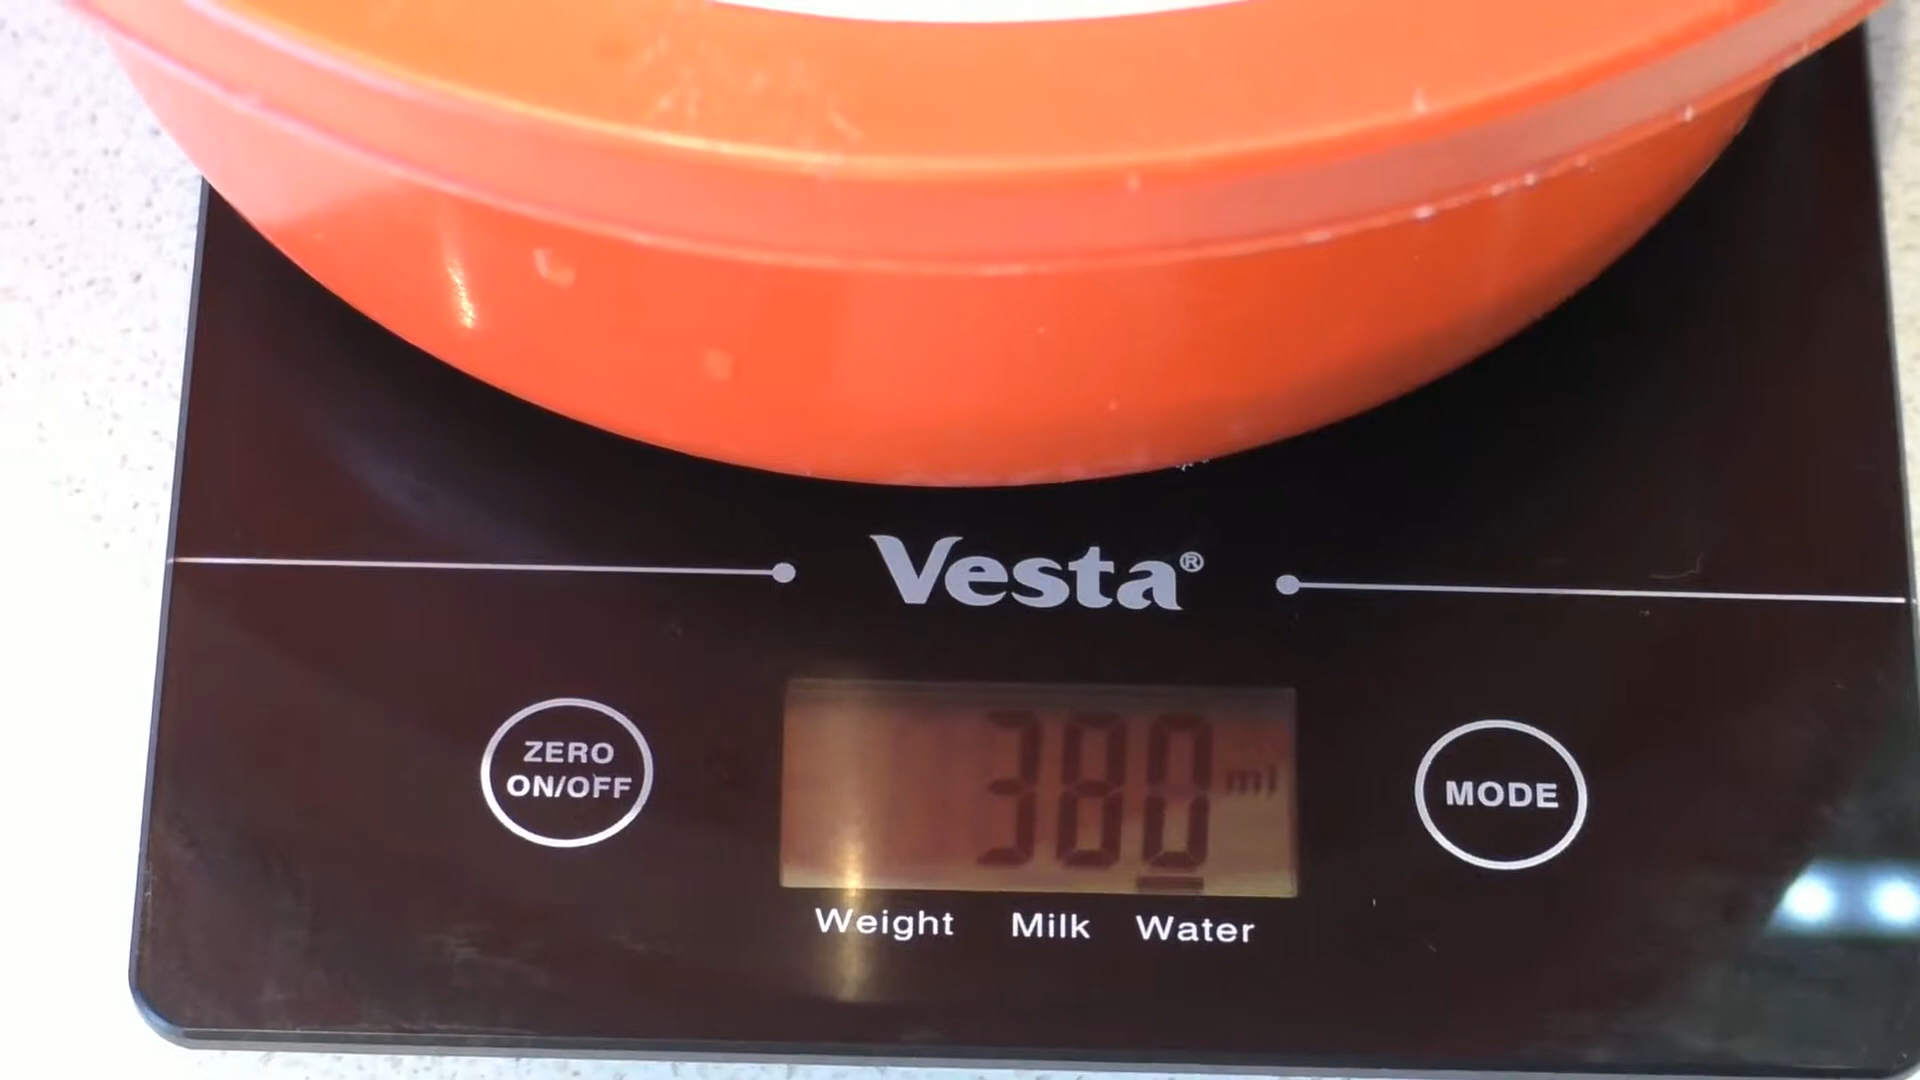 Vesta®
ZERO
ON/OFF
380 ml
MODE
Weight Milk Water